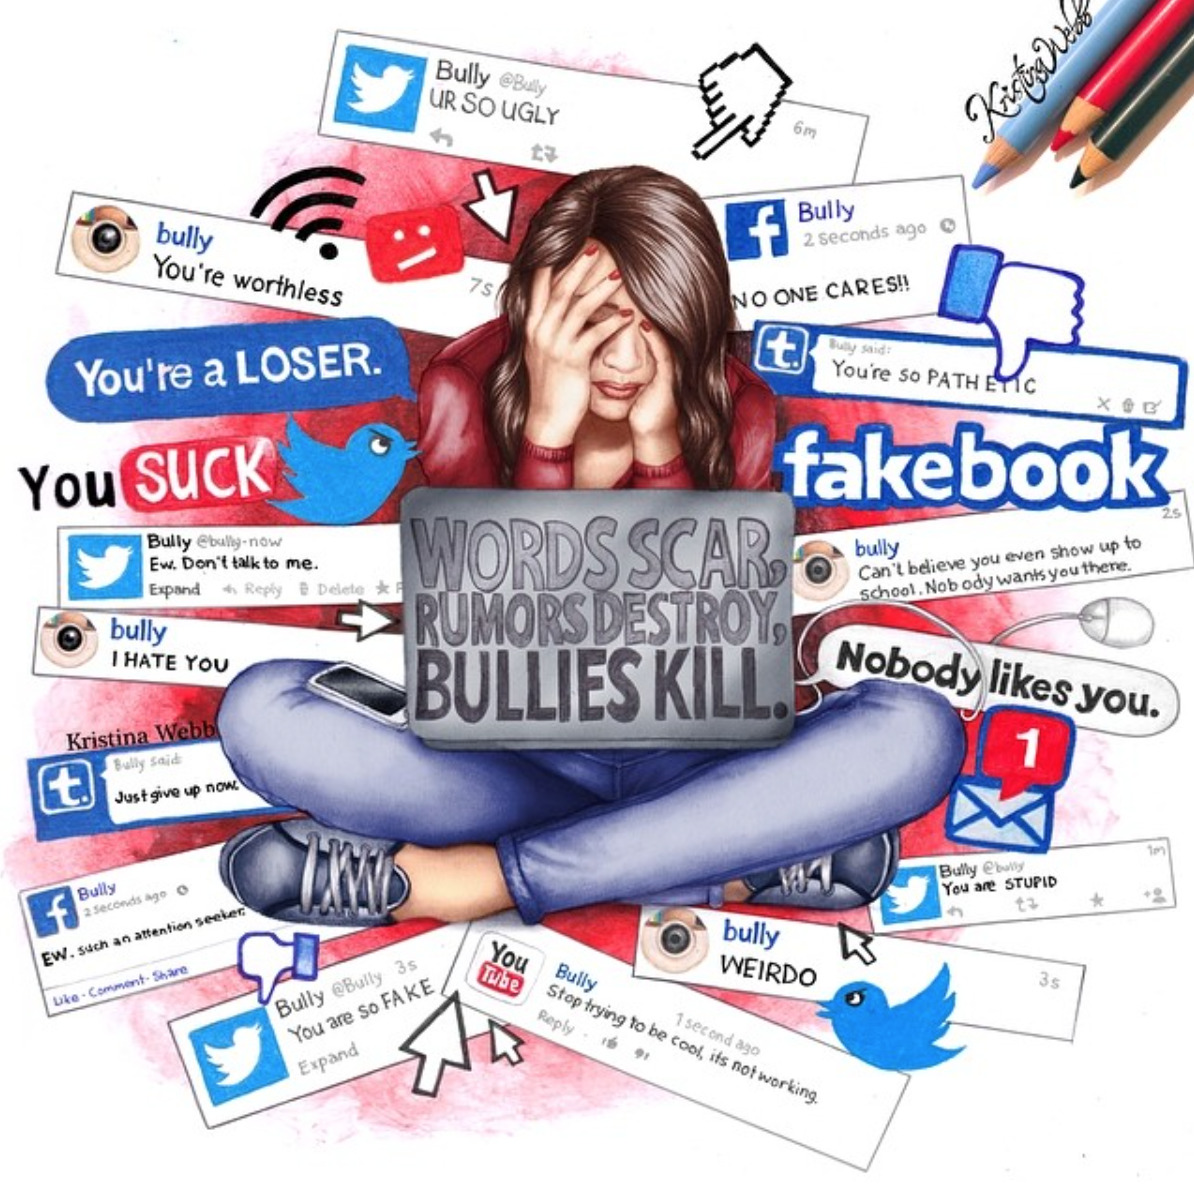 Kristina Webb
Bully @Bully
UR SO UGLY
6m
bully
You're worthless
7s
f
Bully
2 seconds ago
NO ONE CARES!!
You're a LOSER.
t.
Bully said:
You're so PATHETIC
You SUCK
fakebook
Bully @bully-now
Ew. Don't talk to me.
Expand Reply Delete
2s
bully
Can't believe you even show up to
school. Nobody wants you there.
WORDS SCAR,
RUMORS DESTROY,
BULLIES KILL.
bully
I HATE YOU
Nobody likes you.
Kristina Webb
1
t.
Bully said:
Just give up now.
f
Bully
2 seconds ago
EW. such an attention seeker.
Like - Comment - Share
1m
Bully @bully
You are STUPID
bully
WEIRDO
3s
Bully @Bully 3s
You are so FAKE
Expand
You
Tube
Bully
1 second ago
Stop trying to be cool, its not working.
Reply